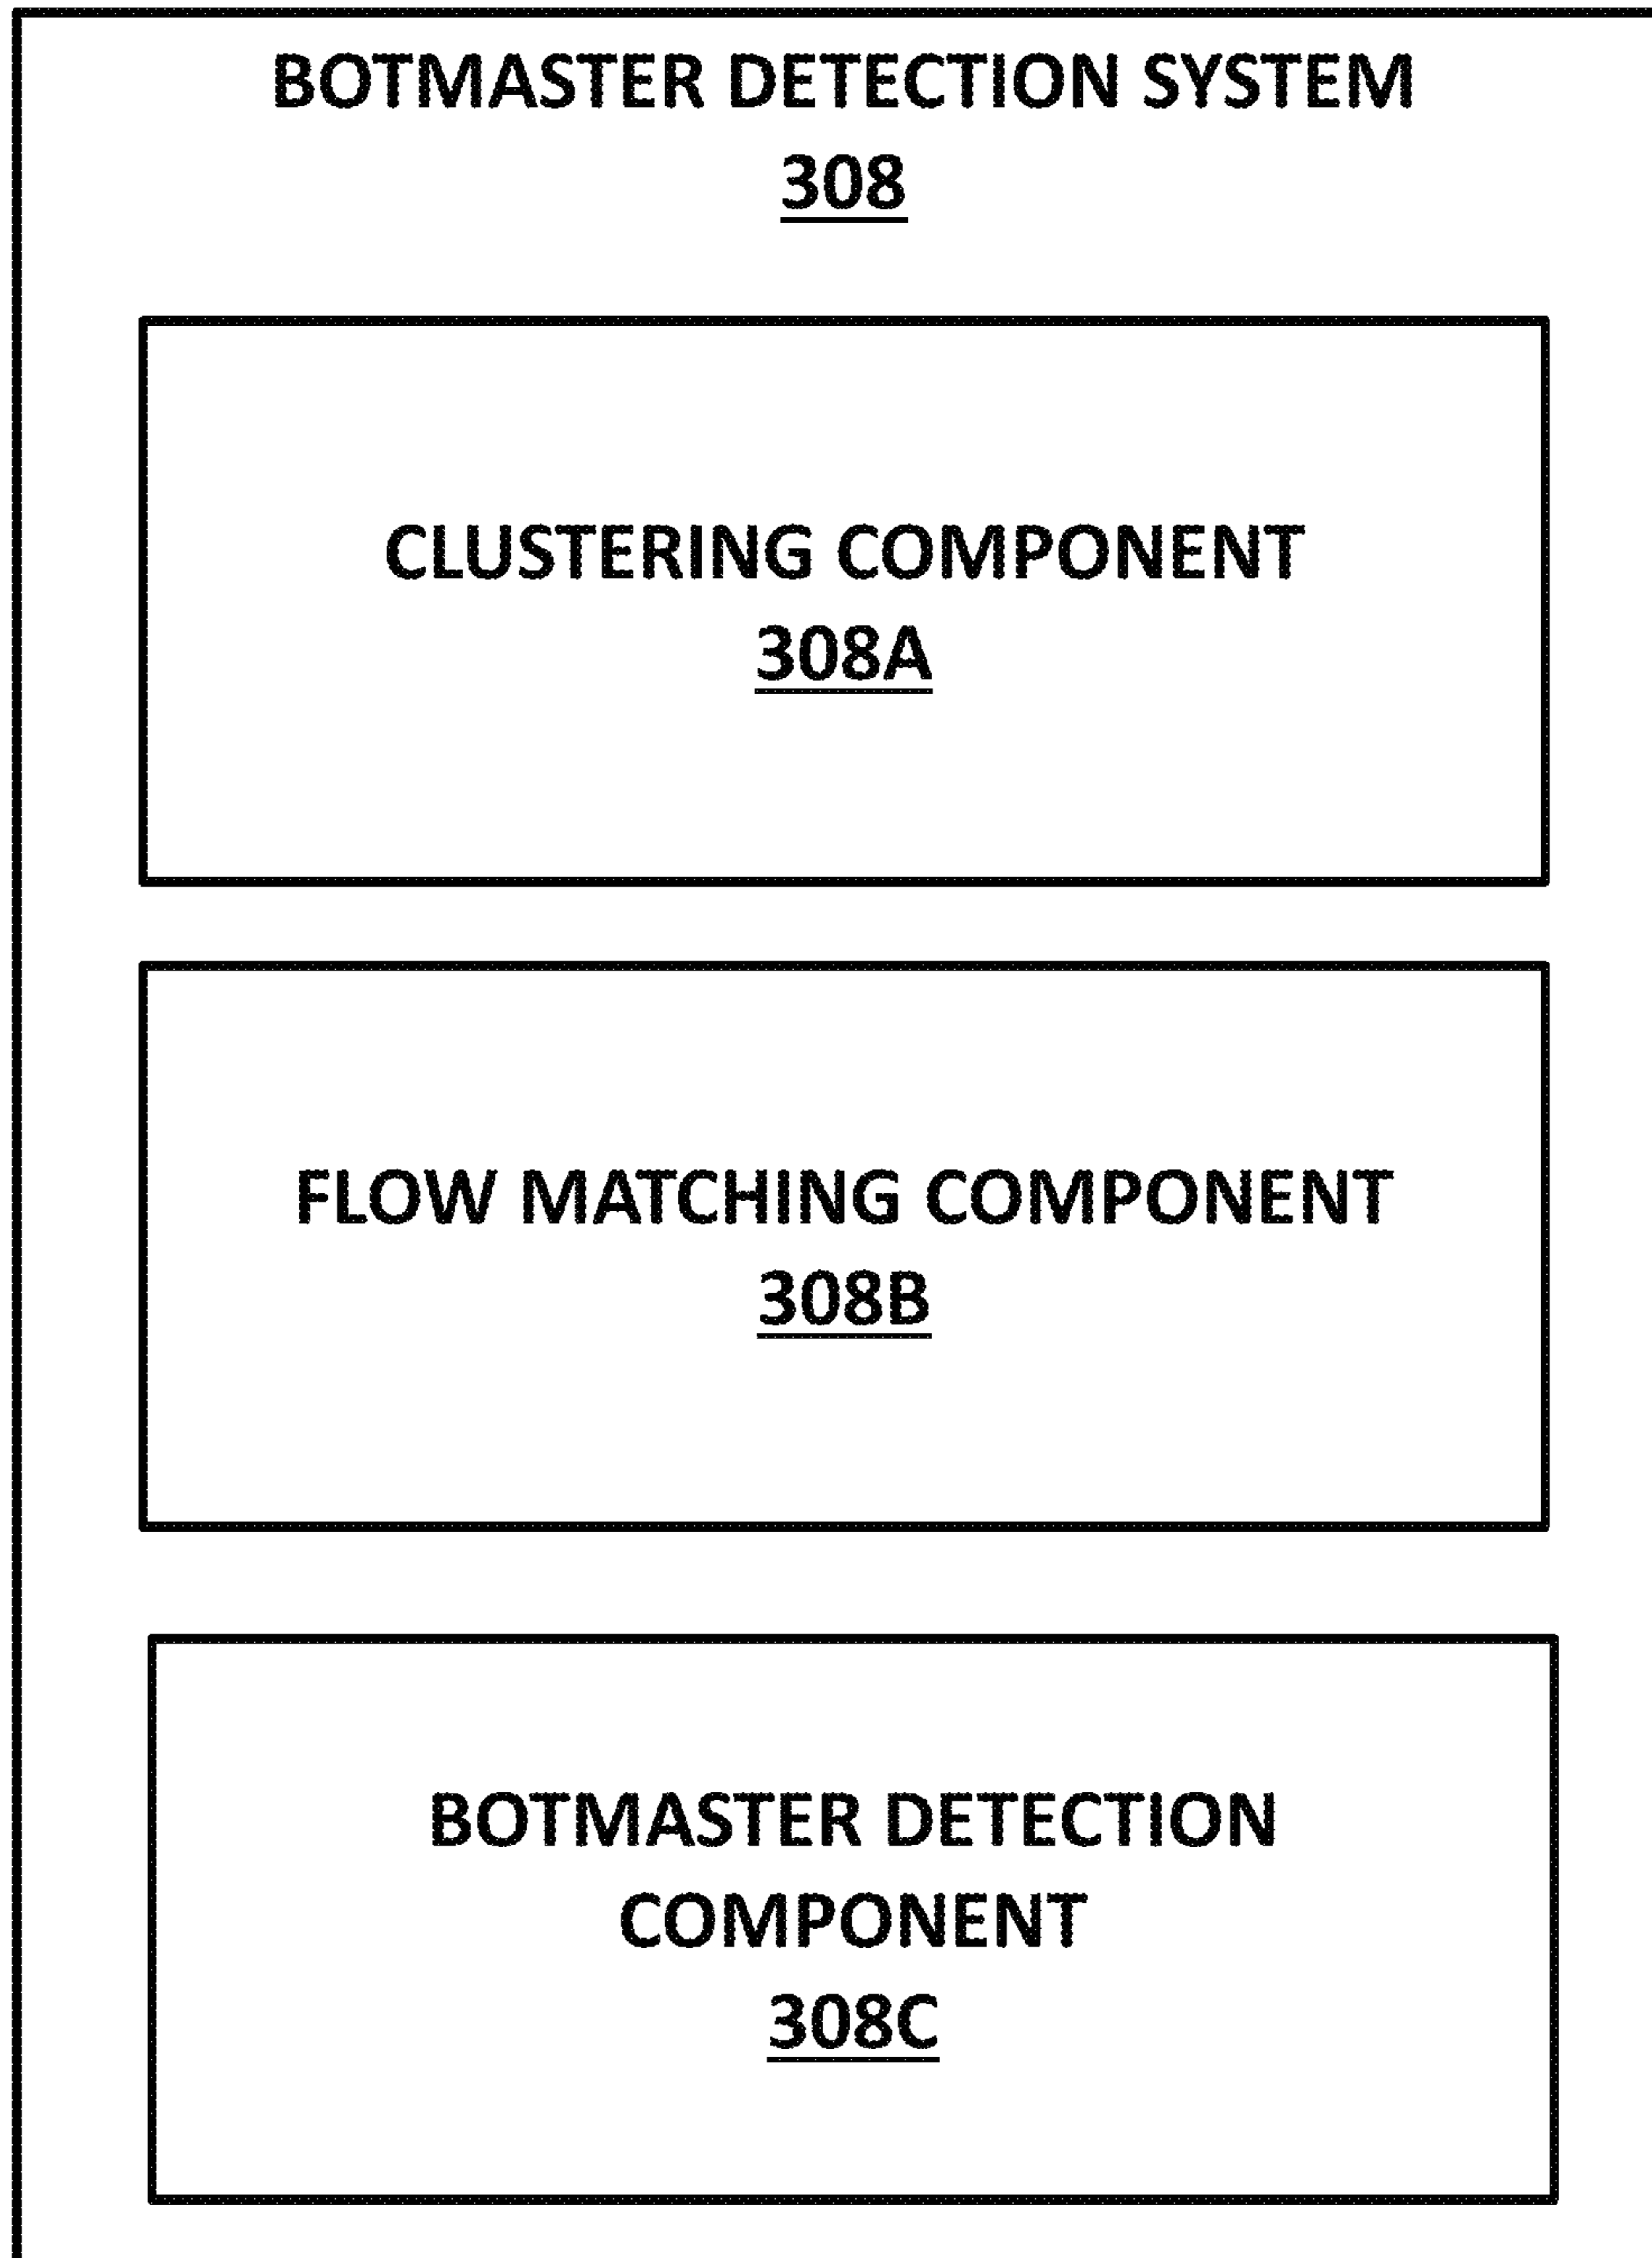 BOTMASTER DETECTION SYSTEM
308
CLUSTERING COMPONENT
308A
FLOW MATCHING COMPONENT
308B
BOTMASTER DETECTION
COMPONENT
308C